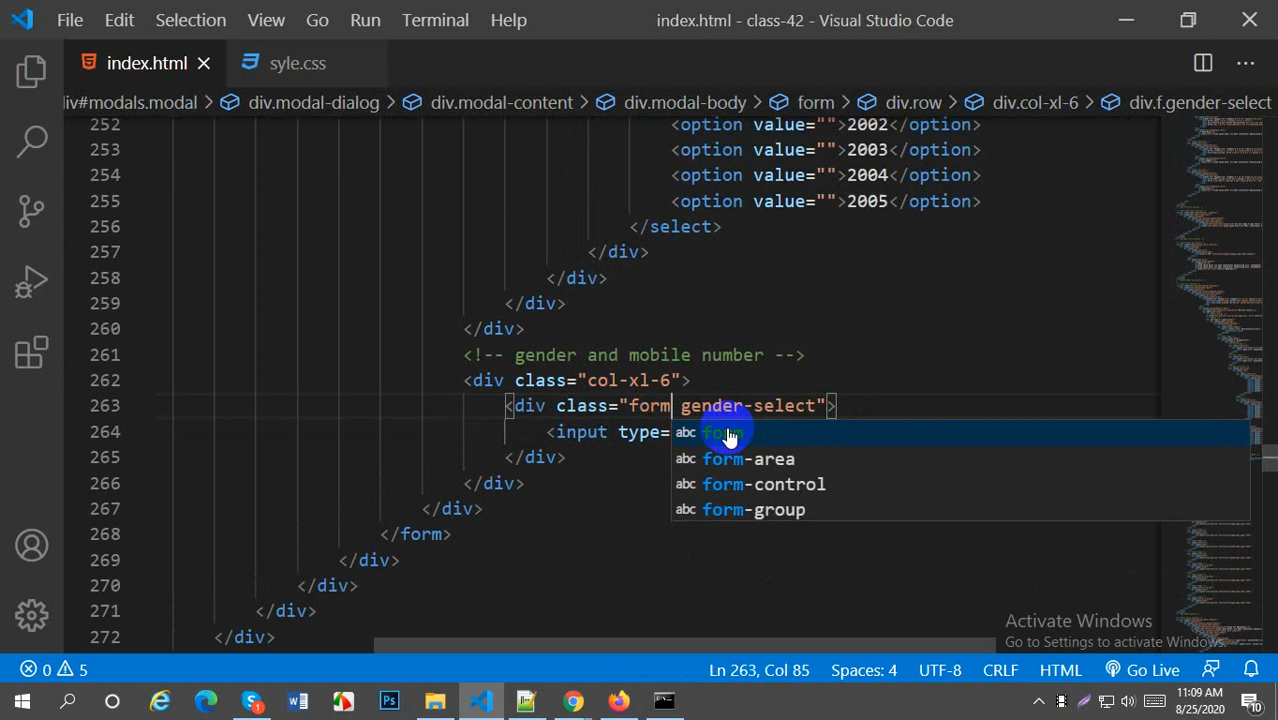 File Edit Selection View Go Run Terminal Help index.html - class-42 - Visual Studio Code
index.html syle.css
div#modals.modal > div.modal-dialog > div.modal-content > div.modal-body > form > div.row > div.col-xl-6 > div.f.gender-select
252 <option value="">2002</option>
253 <option value="">2003</option>
254 <option value="">2004</option>
255 <option value="">2005</option>
256 </select>
257 </div>
258 </div>
259 </div>
260 </div>
261 <!-- gender and mobile number -->
262 <div class="col-xl-6">
263 <div class="form gender-select">
264 <input type= abc form
abc form-area
265 </div>
266 </div> abc form-control
267 </div> abc form-group
268 </form>
269 </div>
270 </div>
271 </div>
272 </div>
Activate Windows
Go to Settings to activate Windows.
0 5 Ln 263, Col 85 Spaces: 4 UTF-8 CRLF HTML Go Live
11:09 AM
8/25/2020
10